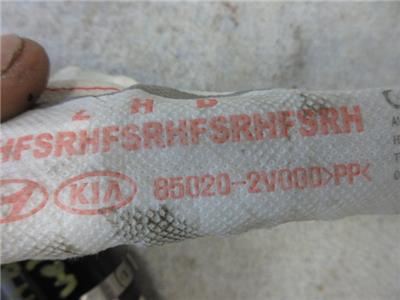 Z H D
HFSRHFSRHFSRHFSRH
KIA 85020-2V000>PP<